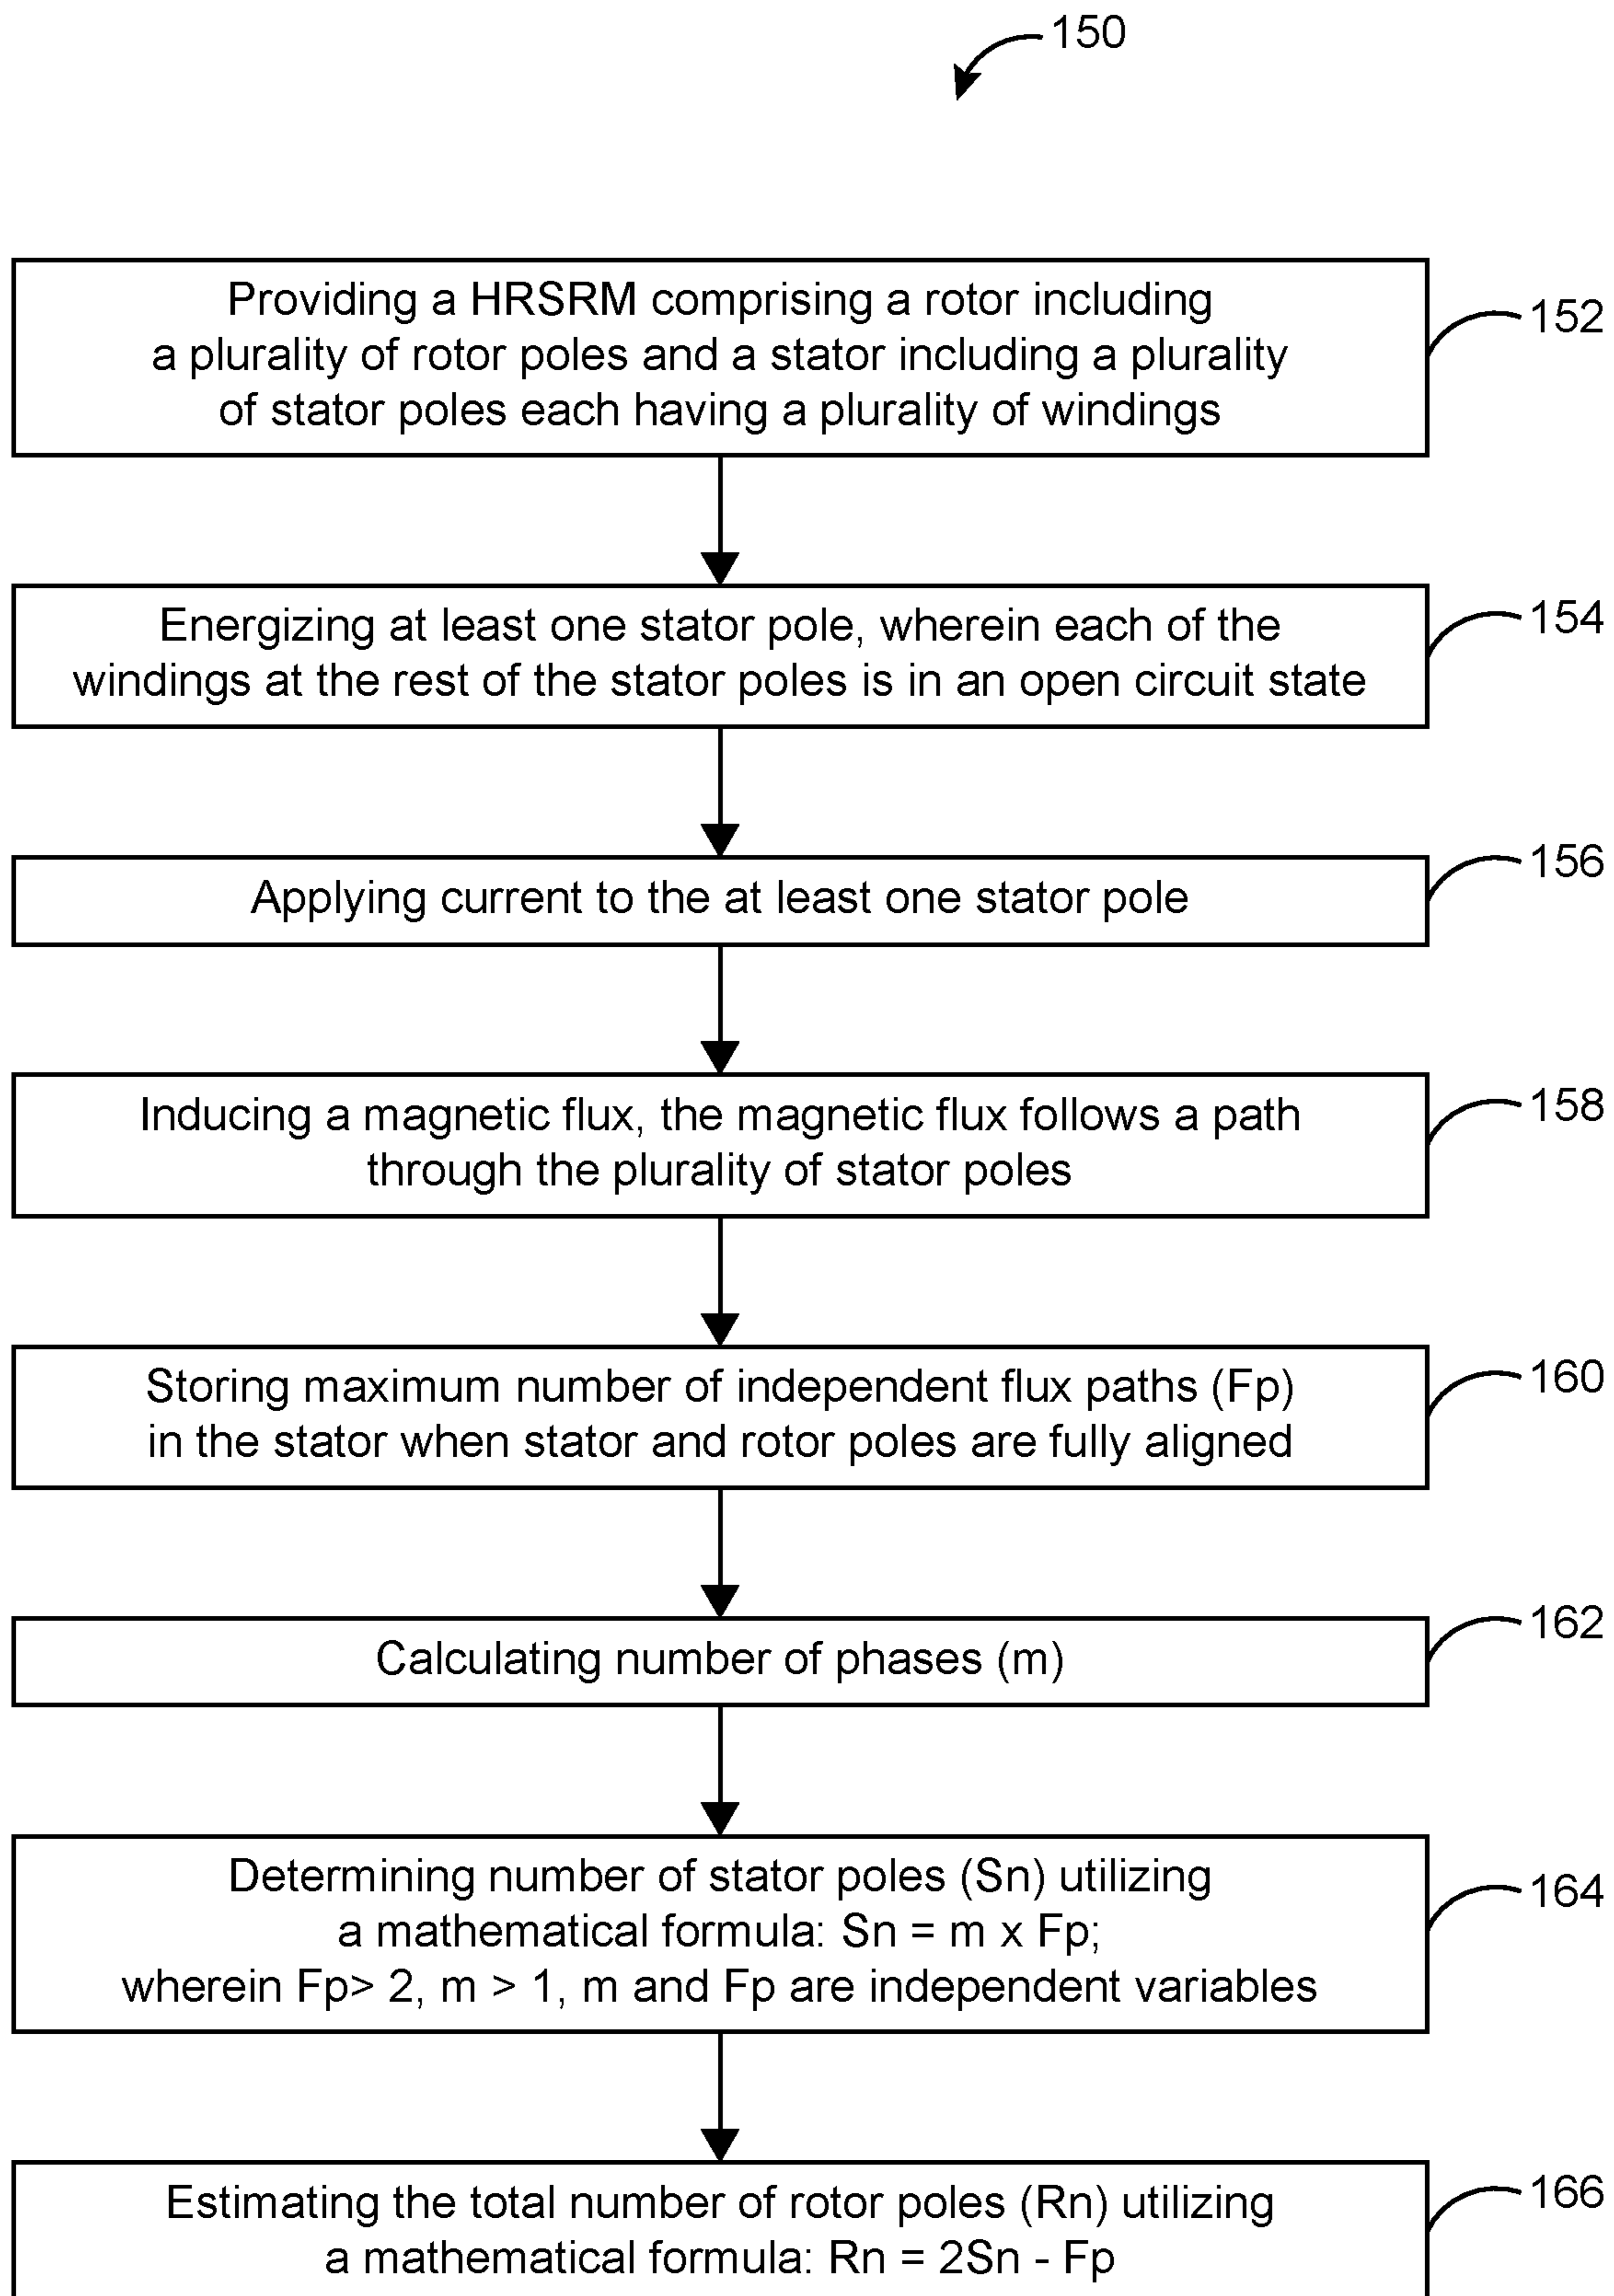 150
Providing a HRSRM comprising a rotor including
a plurality of rotor poles and a stator including a plurality
of stator poles each having a plurality of windings
152
Energizing at least one stator pole, wherein each of the
windings at the rest of the stator poles is in an open circuit state
154
Applying current to the at least one stator pole
156
Inducing a magnetic flux, the magnetic flux follows a path
through the plurality of stator poles
158
Storing maximum number of independent flux paths (Fp)
in the stator when stator and rotor poles are fully aligned
160
Calculating number of phases (m)
162
Determining number of stator poles (Sn) utilizing
a mathematical formula: Sn = m x Fp;
wherein Fp> 2, m > 1, m and Fp are independent variables
164
Estimating the total number of rotor poles (Rn) utilizing
a mathematical formula: Rn = 2Sn - Fp
166